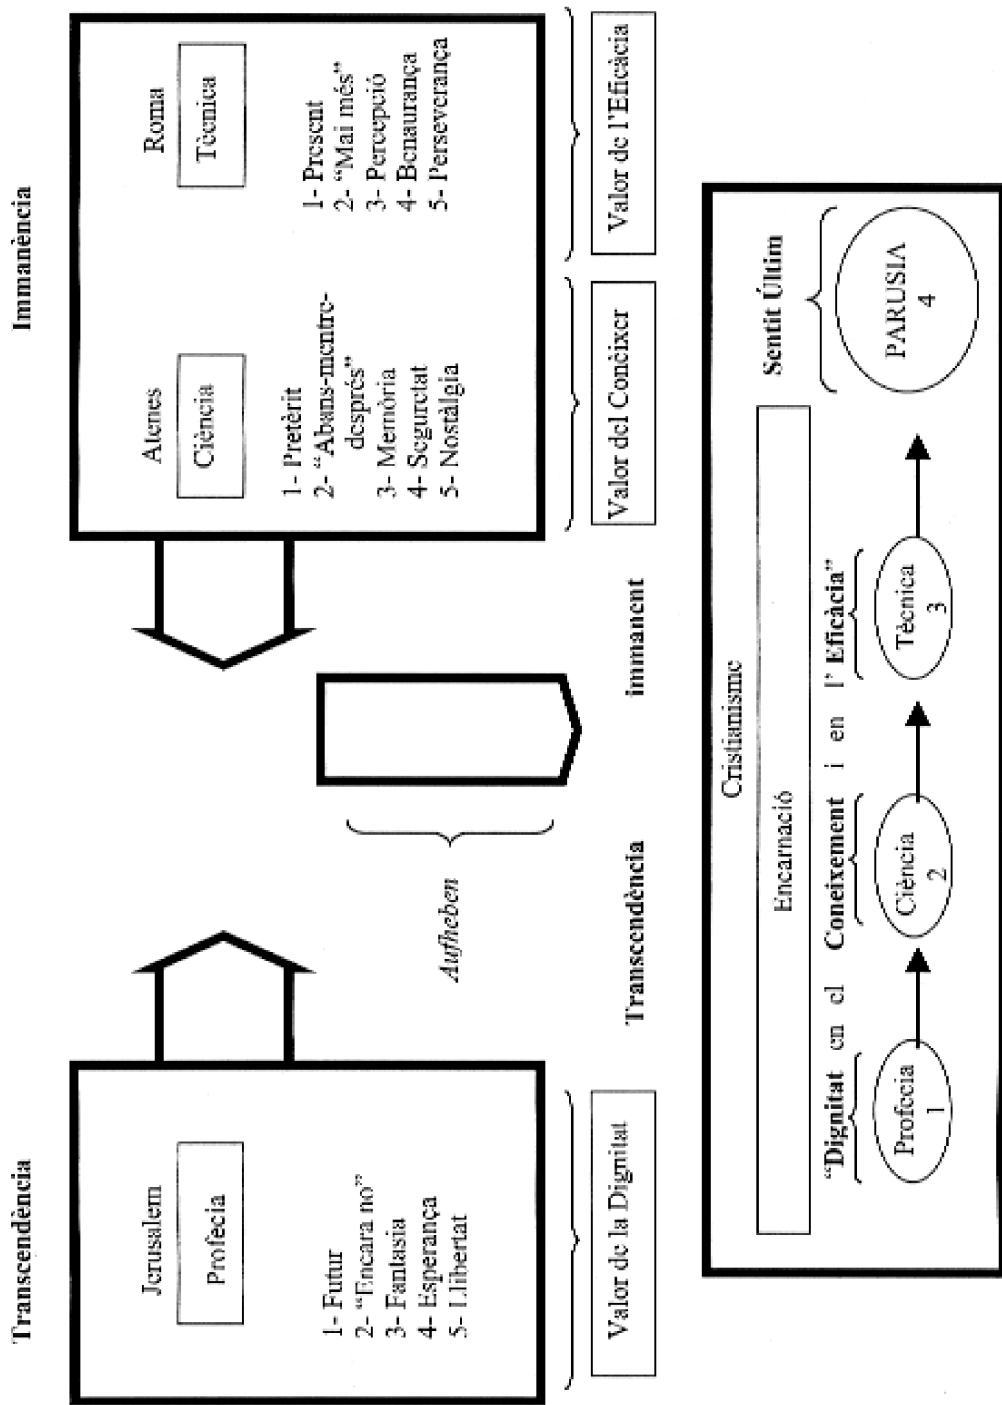 Transcendència
Immanència
Jerusalem
Profecia
1- Futur
2- “Encara no”
3- Fantasia
4- Esperança
5- Llibertat
Valor de la Dignitat
Atenes
Ciència
1- Pretèrit
2- “Abans-mentre-
després”
3- Memòria
4- Seguretat
5- Nostàlgia
Valor del Conèixer
Roma
Tècnica
1- Present
2- “Mai més”
3- Percepció
4- Benaurança
5- Perseverança
Valor de l’Eficàcia
Aufheben
Transcendència immanent
Cristianisme
Encarnació
“Dignitat en el Coneixement i en l’ Eficàcia”
Sentit Últim
Profecia
1
Ciència
2
Tècnica
3
PARUSIA
4